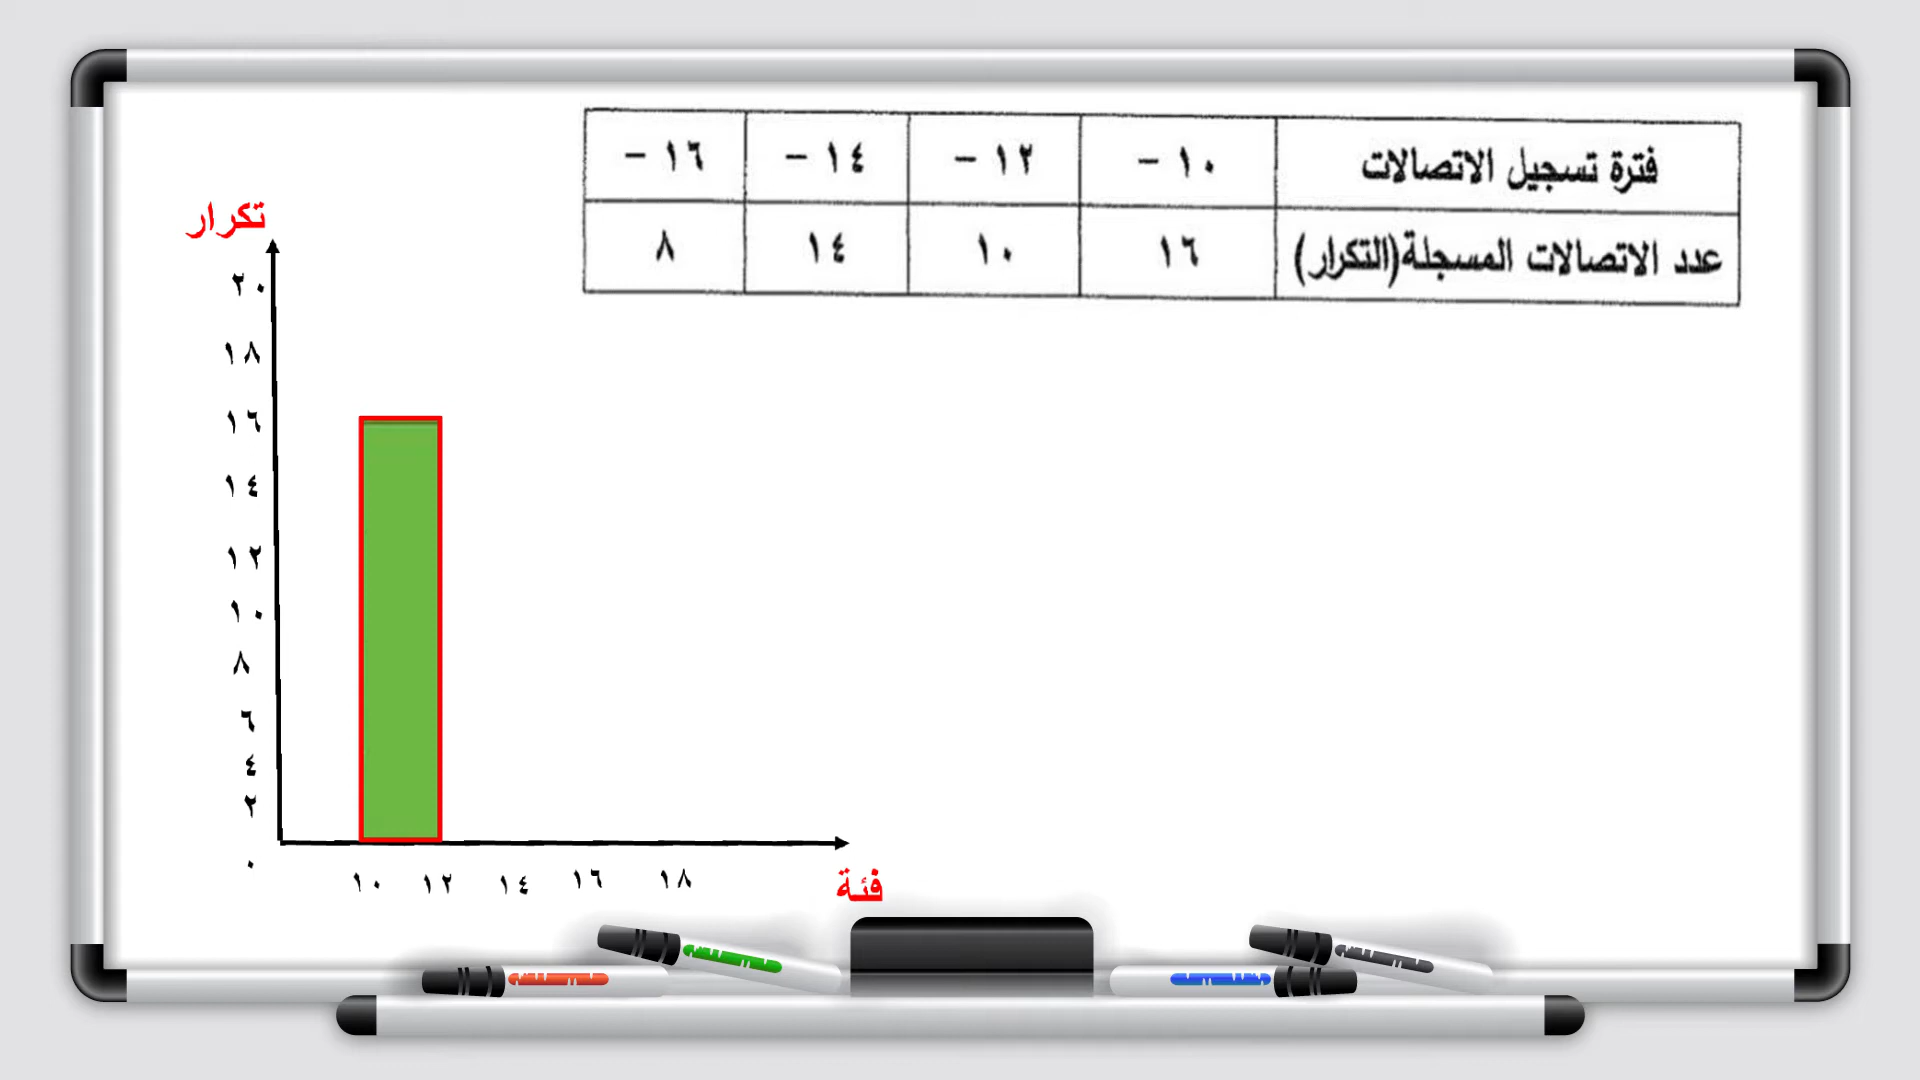 فترة تسجيل الاتصالات ١٠ – ١٢ – ١٤ – ١٦ –
عدد الاتصالات المسجلة(التكرار) ١٦ ١٠ ١٤ ٨
تكرار
٢٠
١٨
١٦
١٤
١٢
١٠
٨
٦
٤
٢
٠
١٠ ١٢ ١٤ ١٦ ١٨
فئة